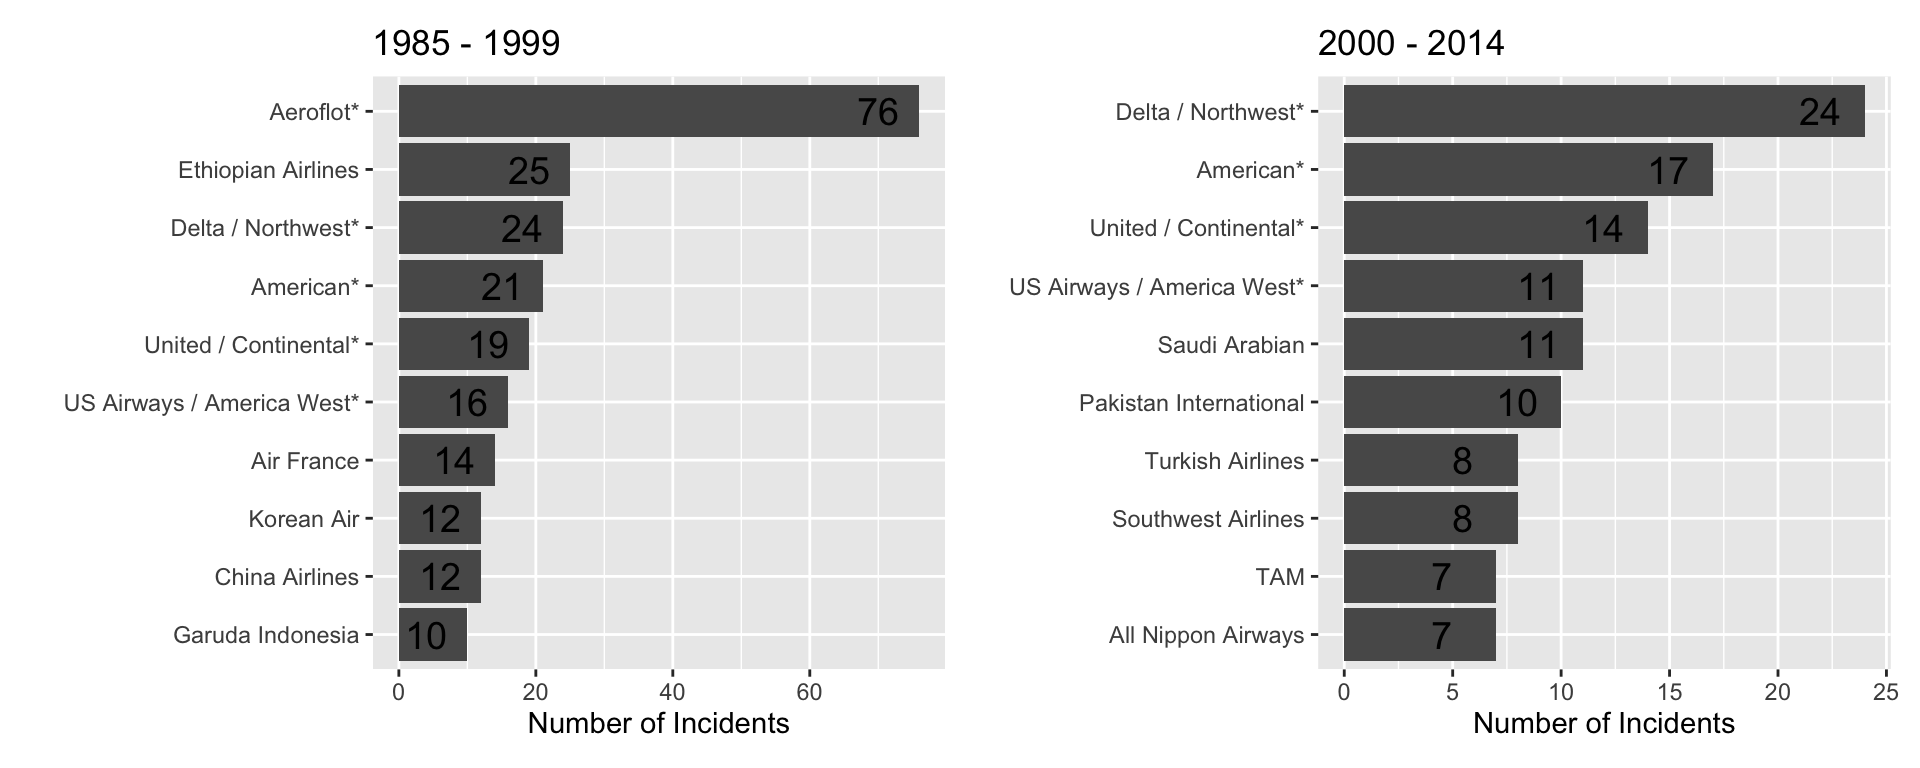 1985 - 1999
Aeroflot* 76
Ethiopian Airlines 25
Delta / Northwest* 24
American* 21
United / Continental* 19
US Airways / America West* 16
Air France 14
Korean Air 12
China Airlines 12
Garuda Indonesia 10
0 20 40 60
Number of Incidents
2000 - 2014
Delta / Northwest* 24
American* 17
United / Continental* 14
US Airways / America West* 11
Saudi Arabian 11
Pakistan International 10
Turkish Airlines 8
Southwest Airlines 8
TAM 7
All Nippon Airways 7
0 5 10 15 20 25
Number of Incidents